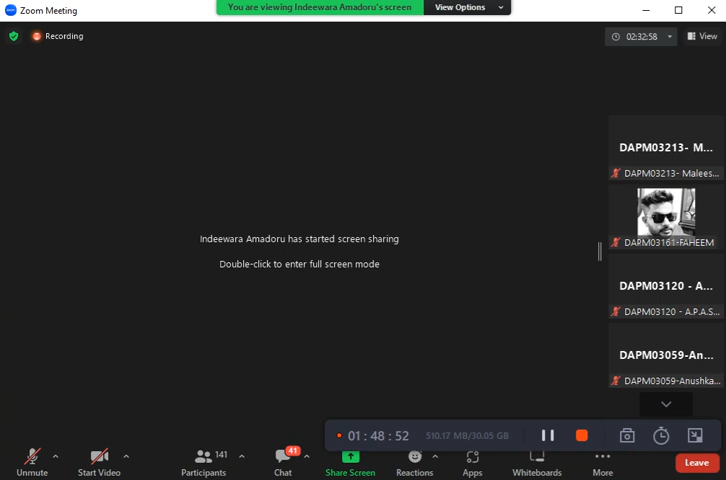 Zoom Meeting
You are viewing Indeewara Amadoru's screen
View Options
Recording
02:32:58
View
DAPM03213- M...
DAPM03213- Malees...
DAPM03161-FAHEEM
DAPM03120 - A...
DAPM03120 - A.P.A.S...
DAPM03059-An...
DAPM03059-Anushka...
Indeewara Amadoru has started screen sharing
Double-click to enter full screen mode
01:48:52
510.17 MB/30.05 GB
141
41
Unmute
Start Video
Participants
Chat
Share Screen
Reactions
Apps
Whiteboards
More
Leave